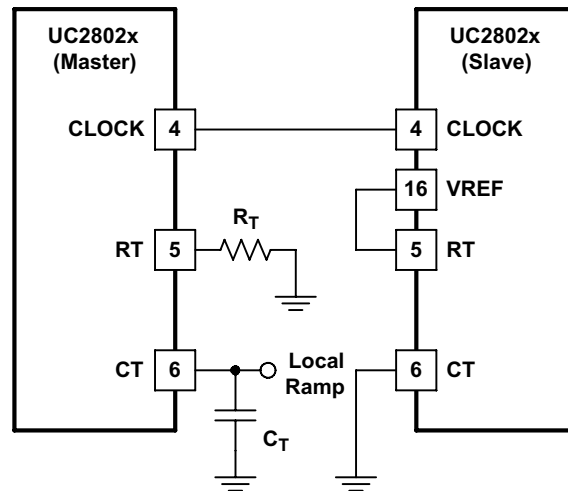 UC2802x
(Master)
UC2802x
(Slave)
CLOCK 4
4 CLOCK
16 VREF
RT 5
RT
5 RT
CT 6
Local
Ramp
6 CT
CT